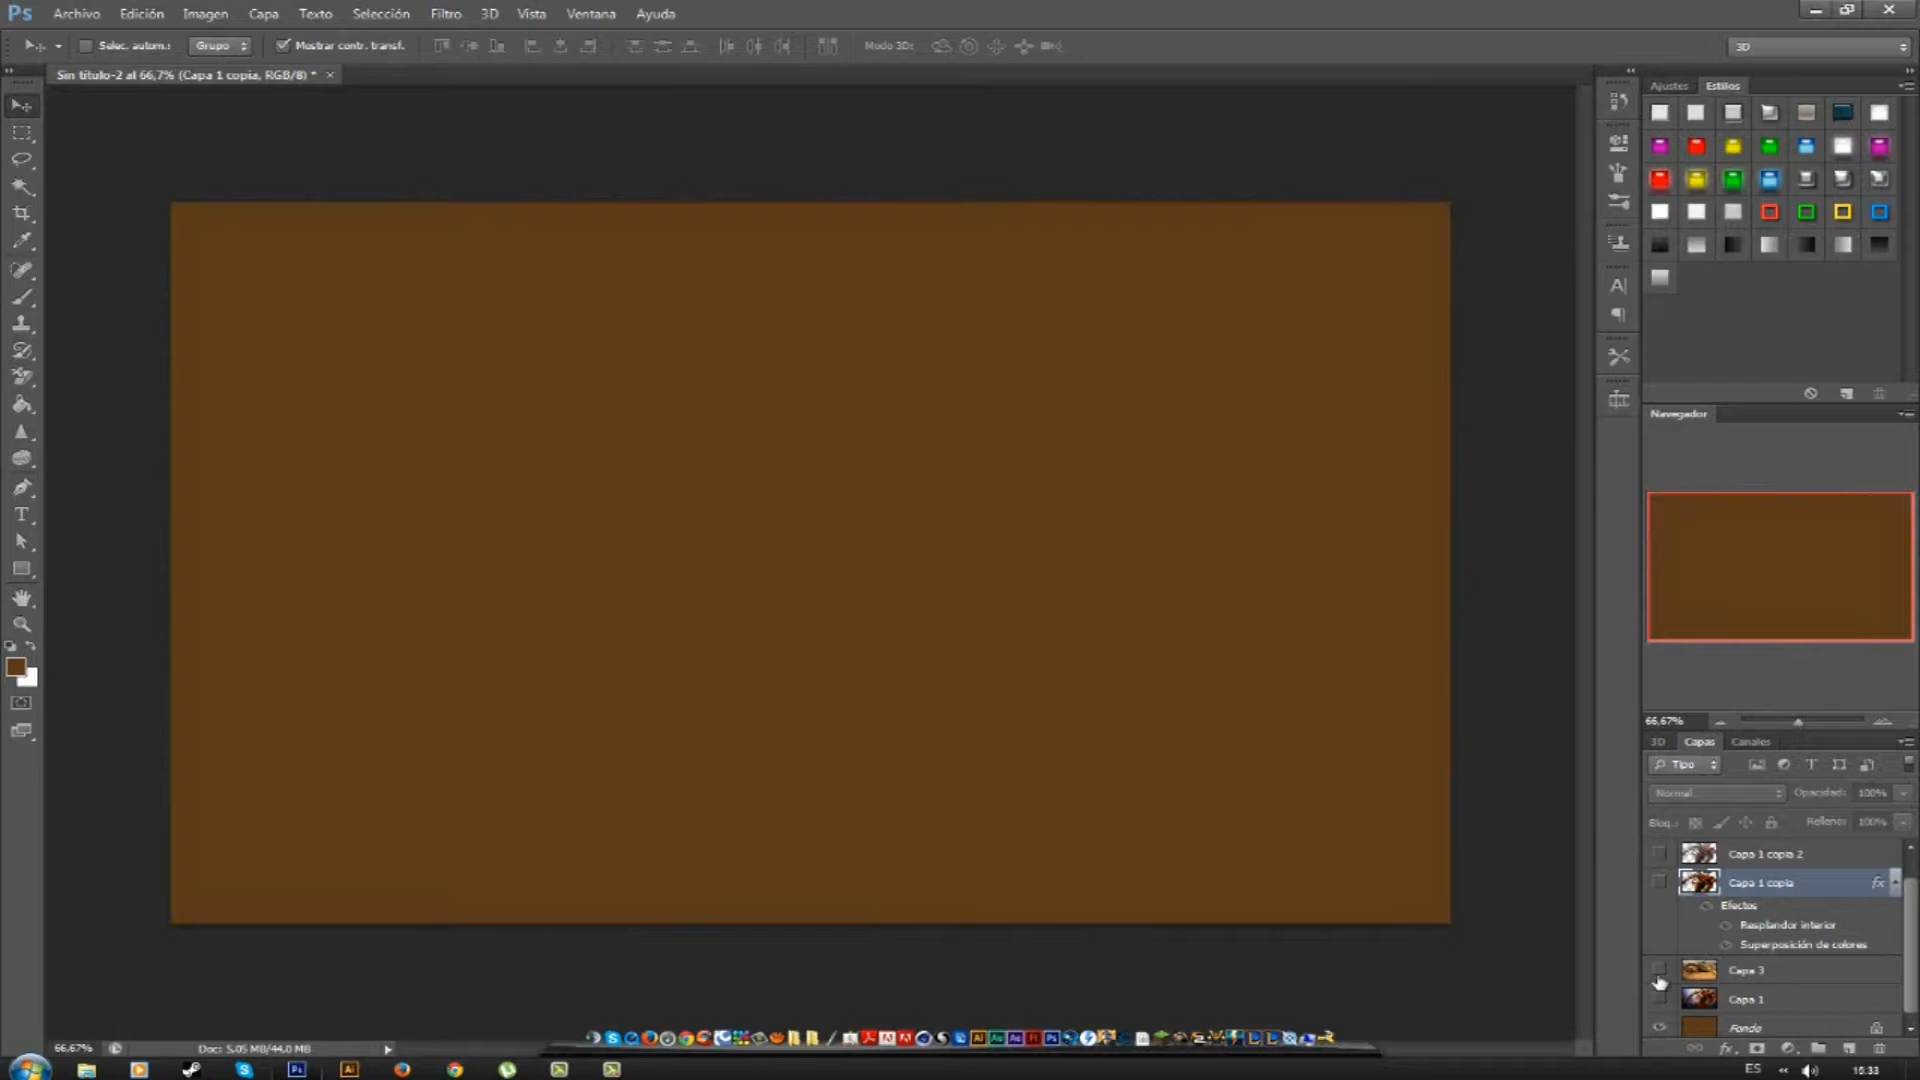 Ps Archivo Edición Imagen Capa Texto Selección Filtro 3D Vista Ventana Ayuda
Selec. autom.: Grupo Mostrar contr. transf. Modo 3D: 3D
Sin título-2 al 66,7% (Capa 1 copia, RGB/8) * ×
Ajustes Estilos
Navegador
66,67%
3D Capas Canales
Tipo
Normal Opacidad: 100%
Bloq.: Relleno: 100%
Capa 1 copia 2
Capa 1 copia fx
Efectos
Resplandor interior
Superposición de colores
Capa 3
Capa 1
Fondo
66,67% Doc: 5,05 MB/44,0 MB
ES 16:33